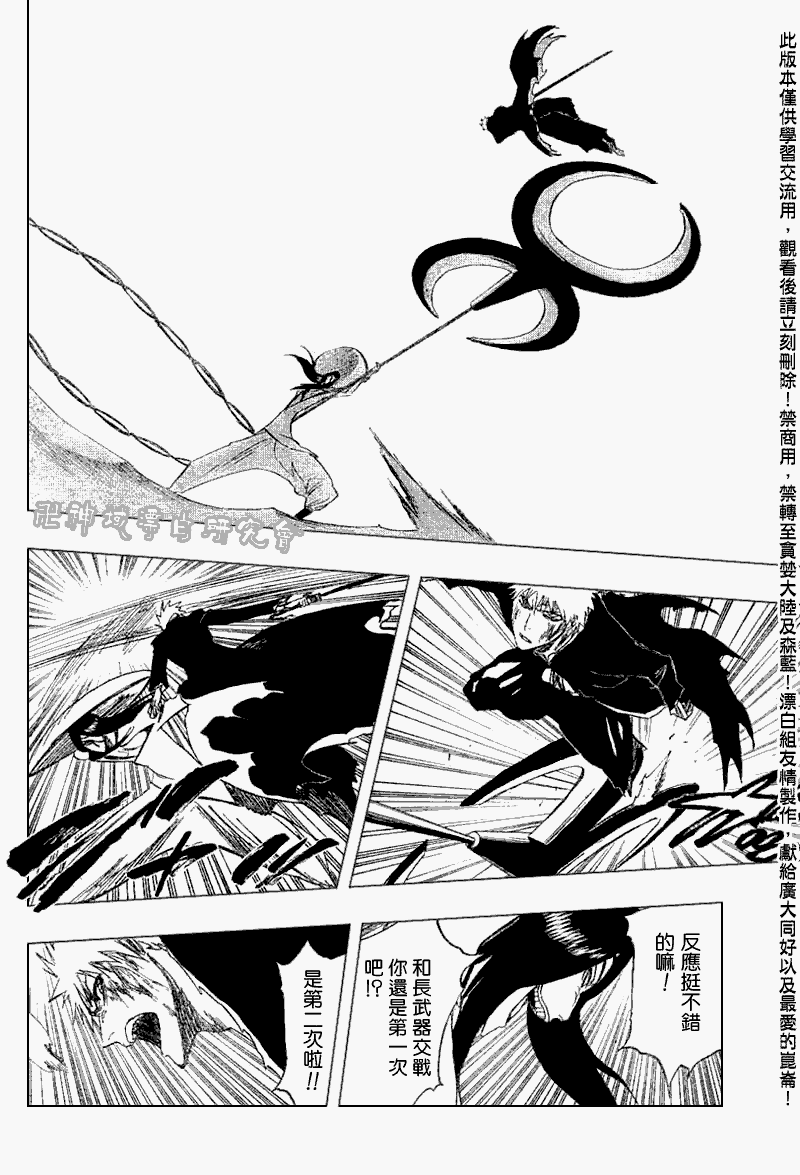 此版本僅供學習交流用，觀看後請立刻刪除！禁商用，禁轉至貪婪大陸及森藍！漂白組友情製作，獻給廣大同好以及最愛的崑崙！
反應挺不錯
的嘛！
和長武器交戰
你還是第一次
吧!?
是第二次啦!!